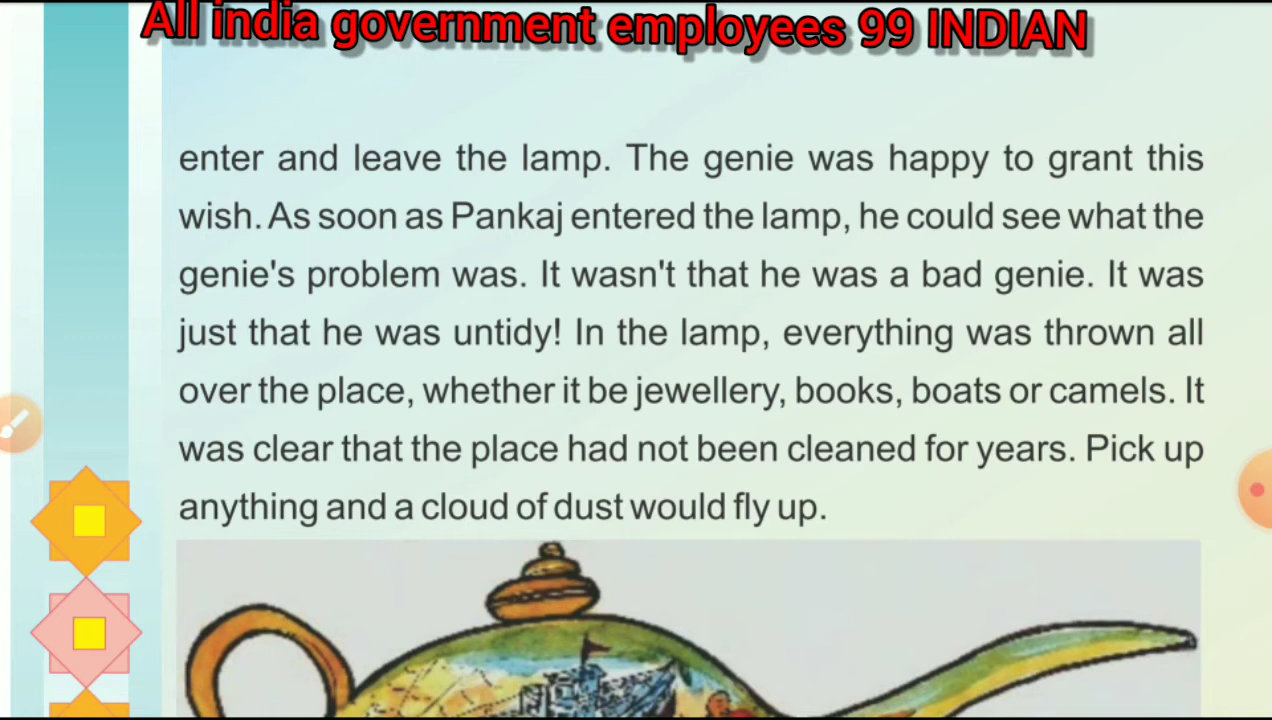 All india government employees 99 INDIAN
enter and leave the lamp. The genie was happy to grant this
wish. As soon as Pankaj entered the lamp, he could see what the
genie's problem was. It wasn't that he was a bad genie. It was
just that he was untidy! In the lamp, everything was thrown all
over the place, whether it be jewellery, books, boats or camels. It
was clear that the place had not been cleaned for years. Pick up
anything and a cloud of dust would fly up.